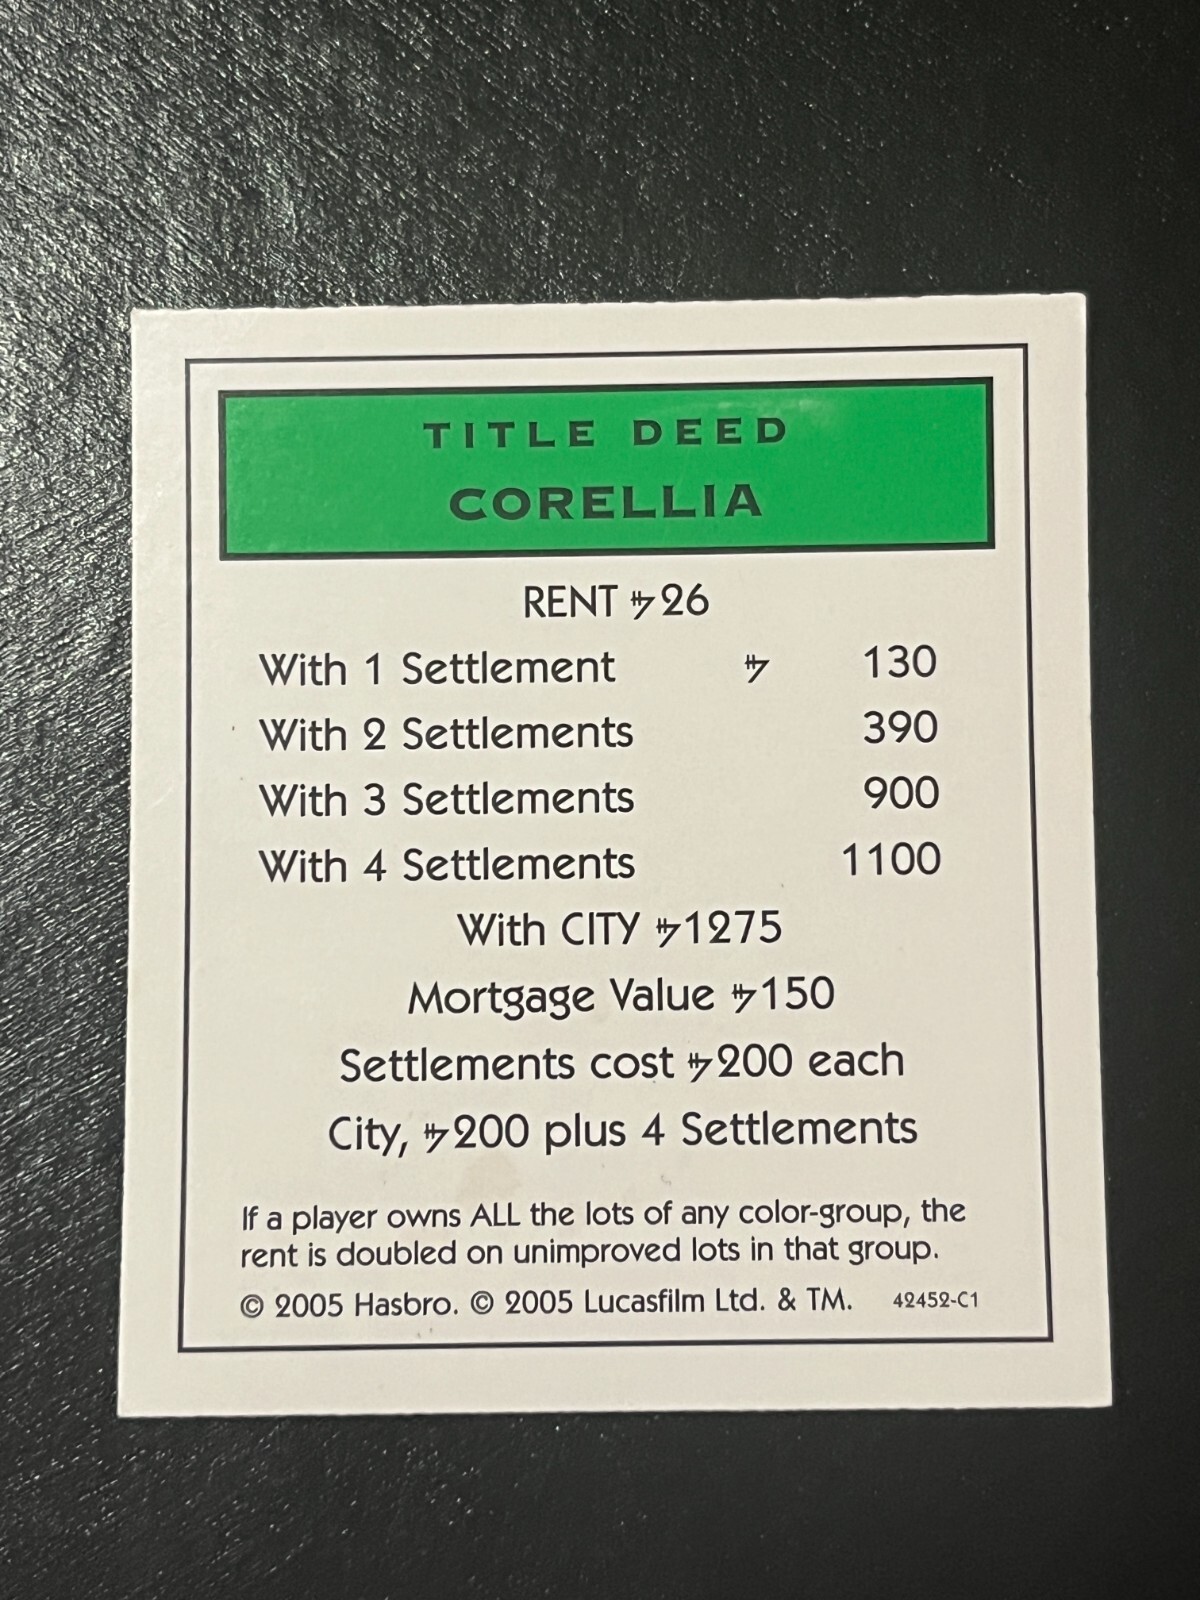 TITLE DEED
CORELLIA
RENT 26
With 1 Settlement 130
With 2 Settlements 390
With 3 Settlements 900
With 4 Settlements 1100
With CITY 1275
Mortgage Value 150
Settlements cost 200 each
City, 200 plus 4 Settlements
If a player owns ALL the lots of any color-group, the
rent is doubled on unimproved lots in that group.
© 2005 Hasbro. © 2005 Lucasfilm Ltd. & TM. 42452-C1